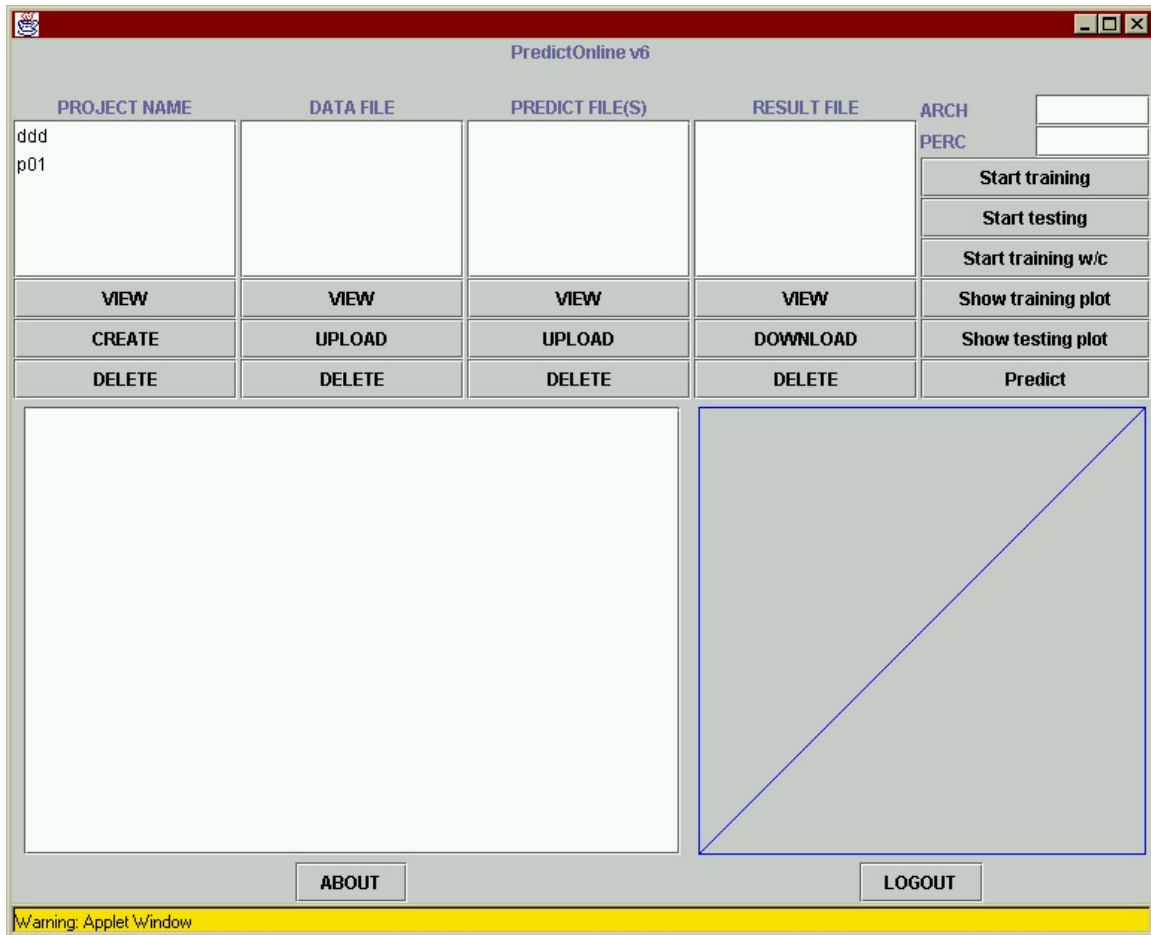 PredictOnline v6
PROJECT NAME DATA FILE PREDICT FILE(S) RESULT FILE ARCH
ddd PERC
p01 Start training
Start testing
Start training w/c
VIEW VIEW VIEW VIEW Show training plot
CREATE UPLOAD UPLOAD DOWNLOAD Show testing plot
DELETE DELETE DELETE DELETE Predict
ABOUT LOGOUT
Warning: Applet Window